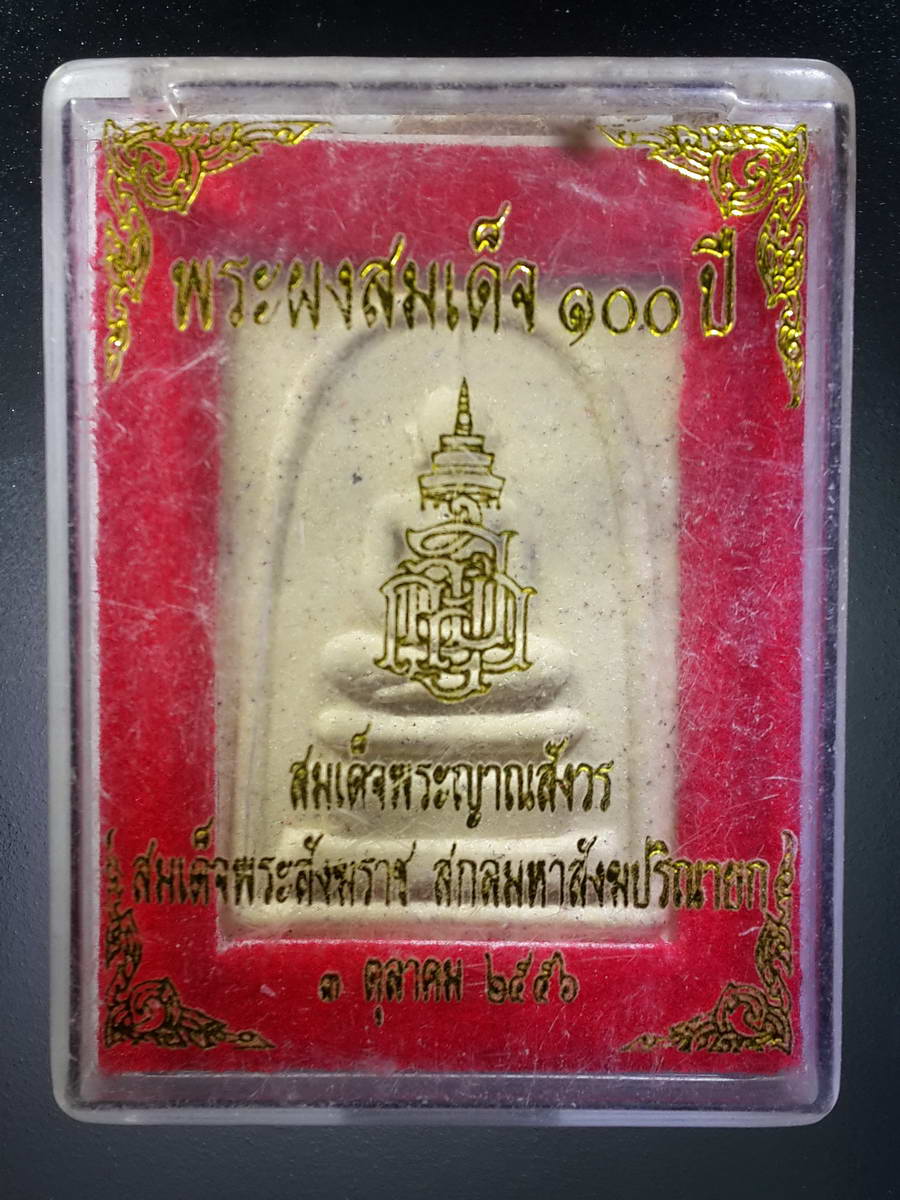 พระผงสมเด็จ ๑๐๐ ปี
สมเด็จพระญาณสังวร
สมเด็จพระสังฆราช สกลมหาสังฆปริณายก
๓ ตุลาคม ๒๕๕๖